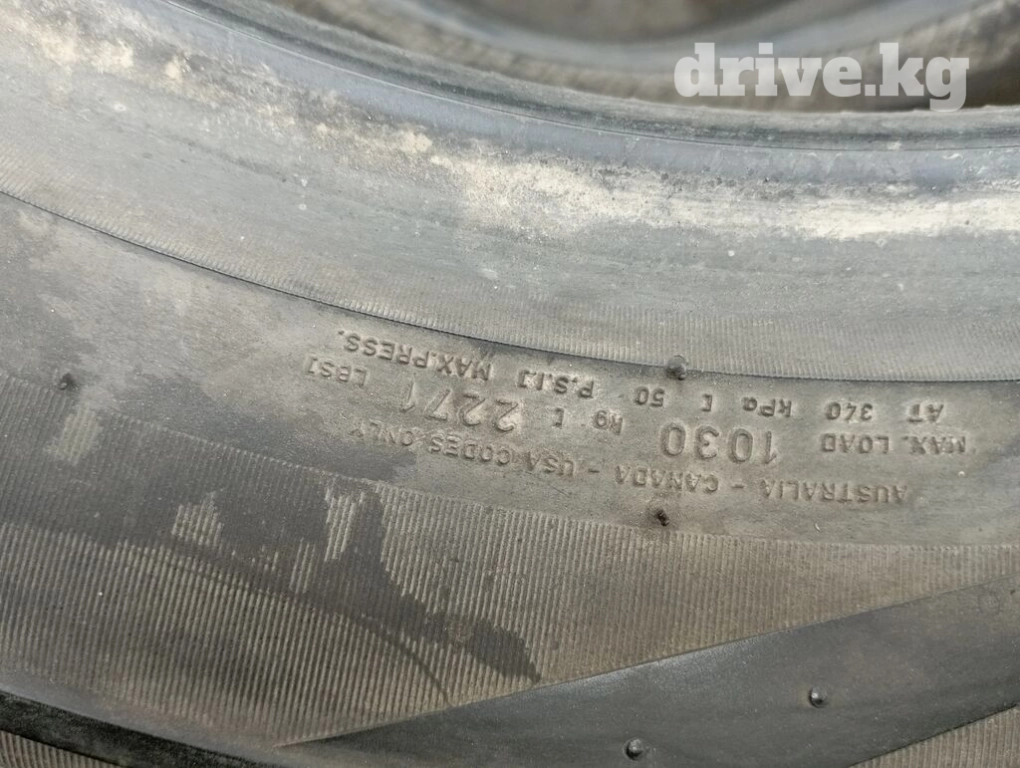 drive.kg
AUSTRALIA - CANADA - USA CODES ONLY
MAX. LOAD 1030 kg [ 2271 LBS]
AT 340 kPa [ 50 P.S.I.] MAX.PRESS.